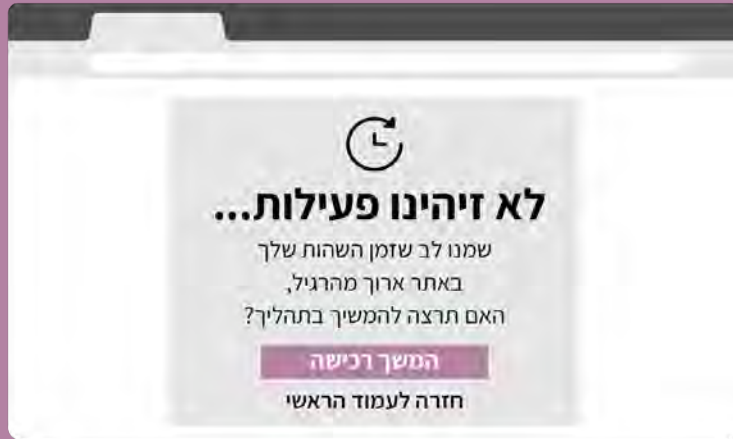 לא זיהינו פעילות...
שמנו לב שזמן השהות שלך
באתר ארוך מהרגיל,
האם תרצה להמשיך בתהליך?
המשך רכישה
חזרה לעמוד הראשי